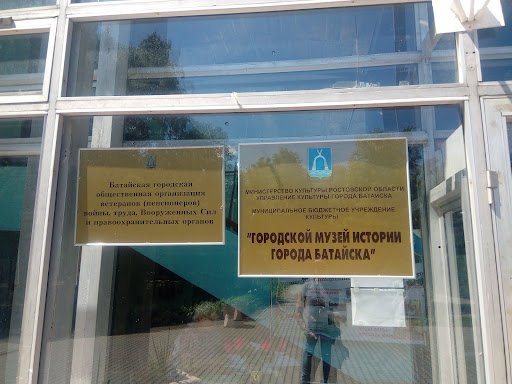 Батайская городская
общественная организация
ветеранов (пенсионеров)
войны, труда, Вооруженных Сил
и правоохранительных органов
МИНИСТЕРСТВО КУЛЬТУРЫ РОСТОВСКОЙ ОБЛАСТИ
УПРАВЛЕНИЕ КУЛЬТУРЫ ГОРОДА БАТАЙСКА
МУНИЦИПАЛЬНОЕ БЮДЖЕТНОЕ УЧРЕЖДЕНИЕ
КУЛЬТУРЫ
"ГОРОДСКОЙ МУЗЕЙ ИСТОРИИ
ГОРОДА БАТАЙСКА"